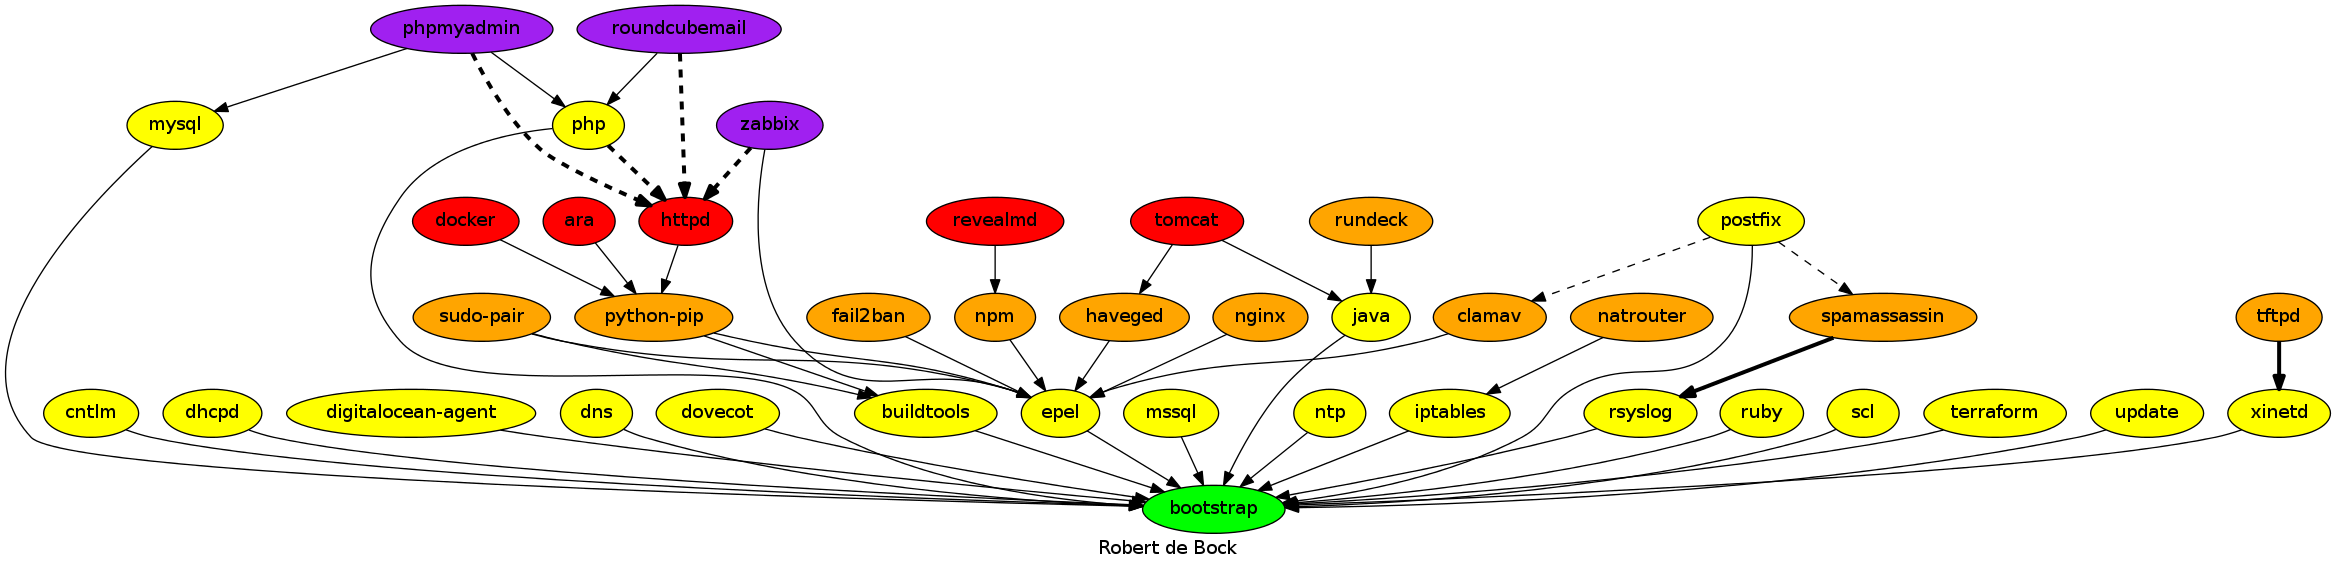 phpmyadmin
roundcubemail
mysql
php
zabbix
docker
ara
httpd
revealmd
tomcat
rundeck
postfix
sudo-pair
python-pip
fail2ban
npm
haveged
nginx
java
clamav
natrouter
spamassassin
tftpd
cntlm
dhcpd
digitalocean-agent
dns
dovecot
buildtools
epel
mssql
ntp
iptables
rsyslog
ruby
scl
terraform
update
xinetd
bootstrap
Robert de Bock